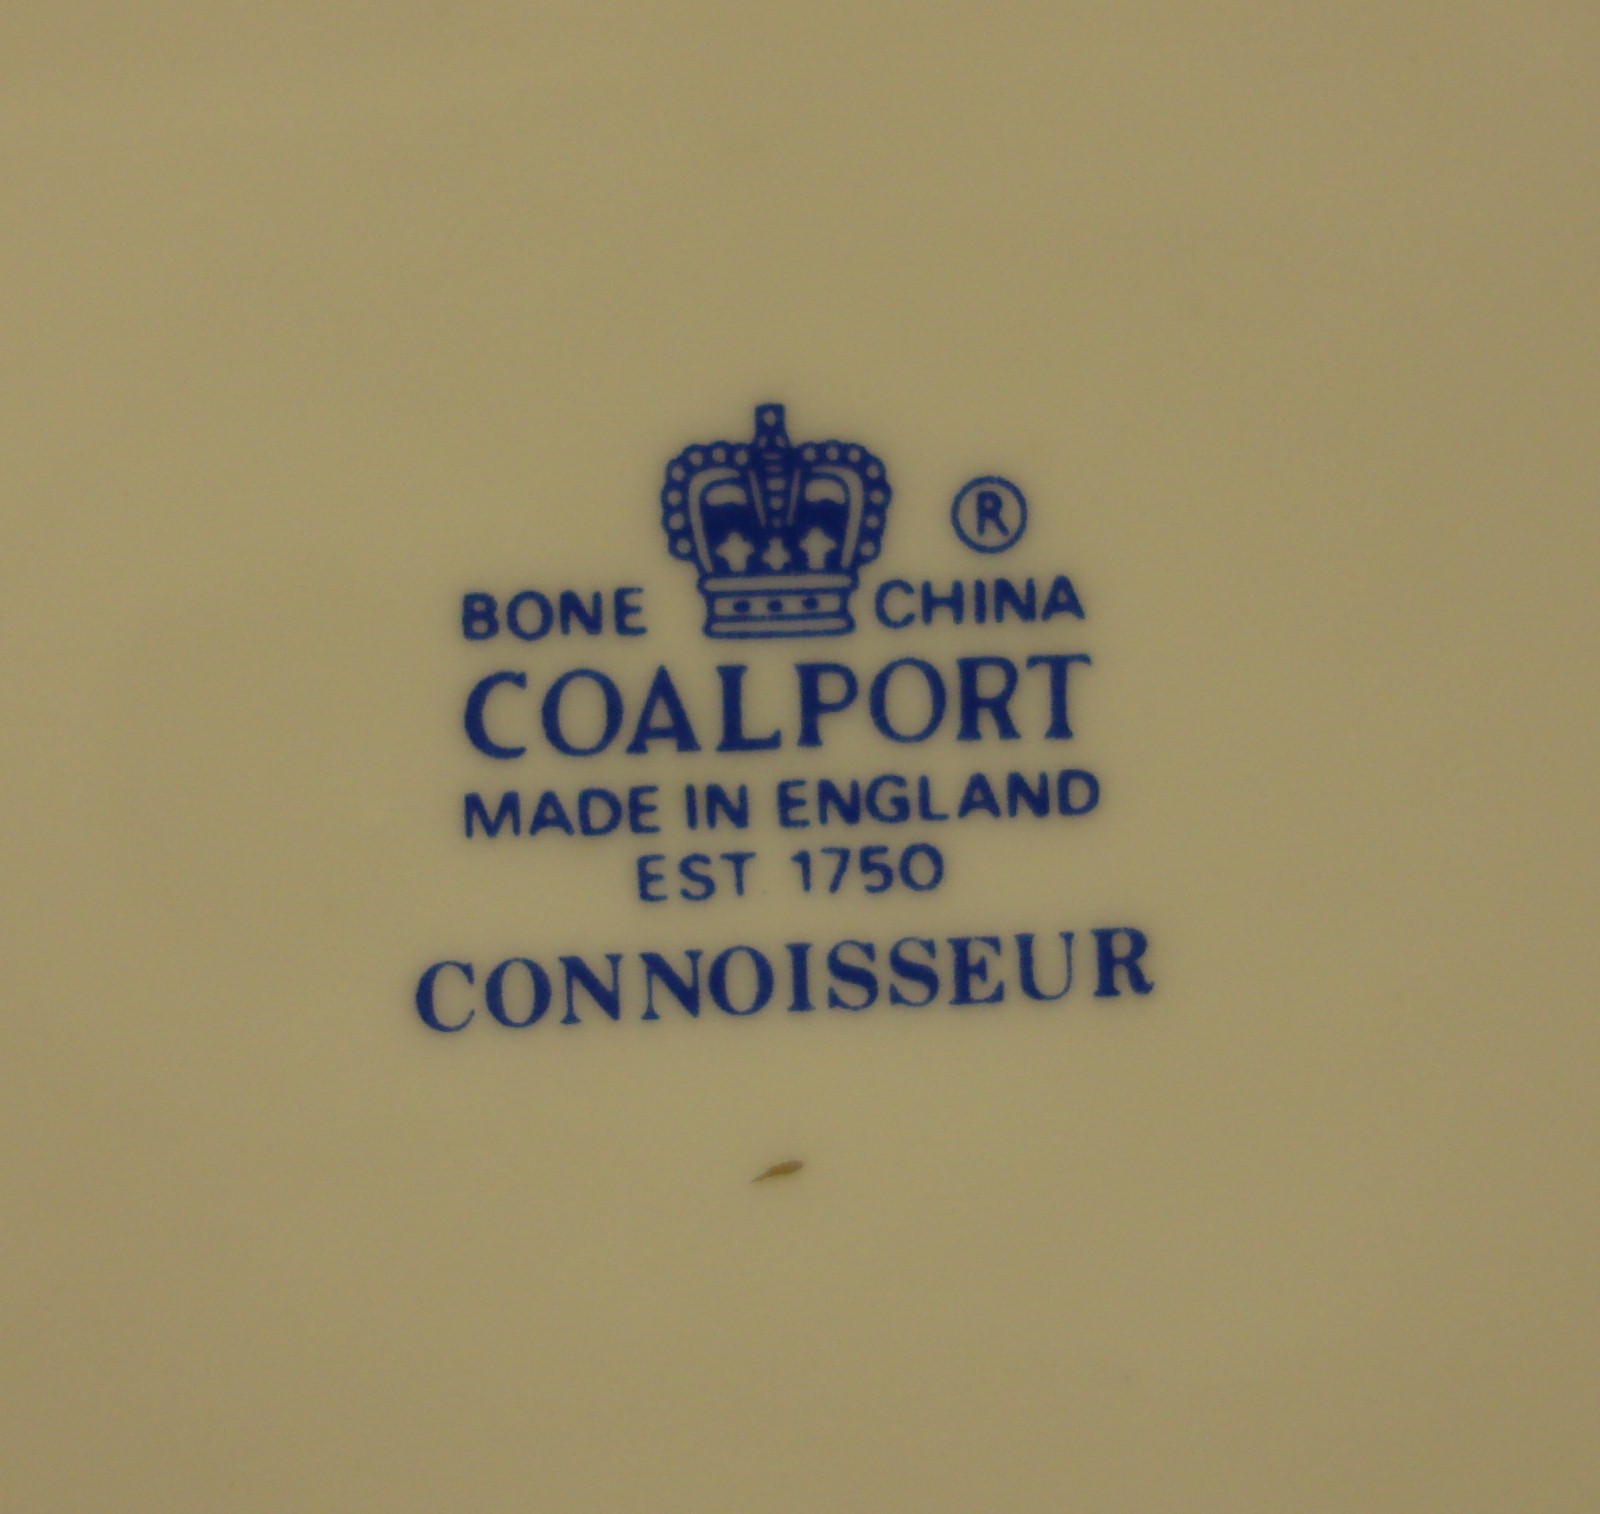 ®
BONE CHINA
COALPORT
MADE IN ENGLAND
EST 1750
CONNOISSEUR